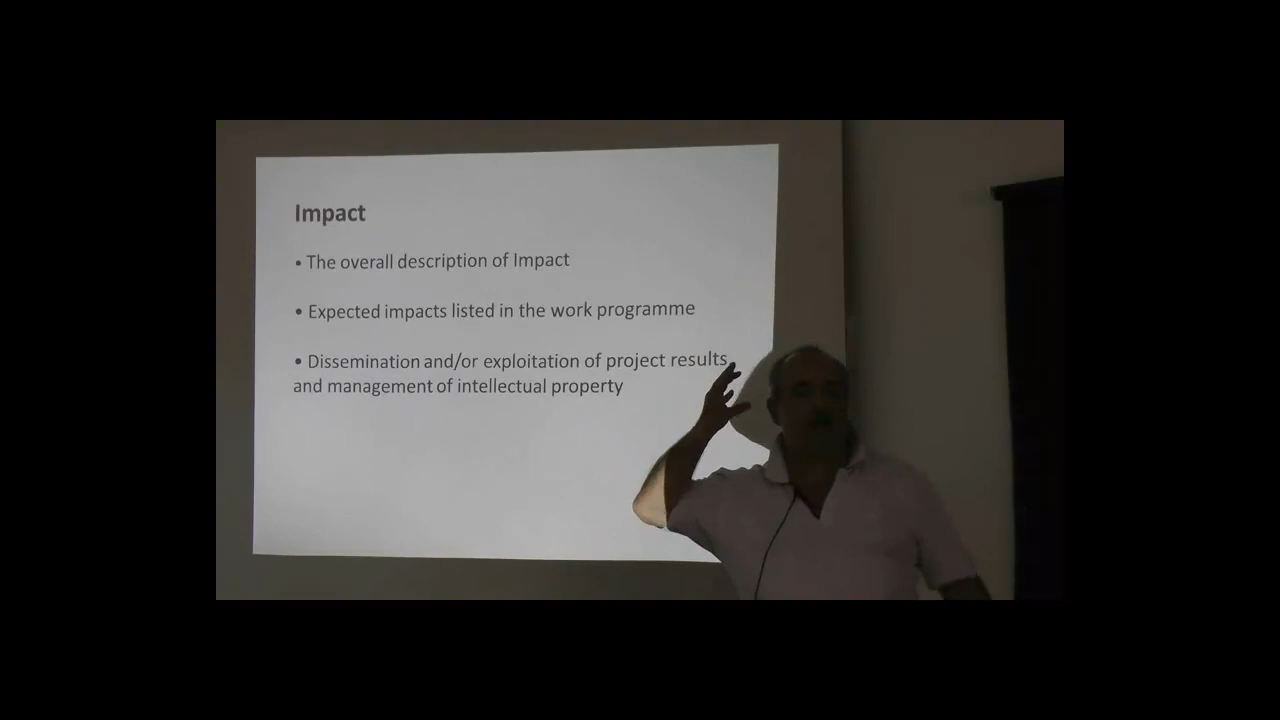 Impact
• The overall description of Impact
• Expected impacts listed in the work programme
• Dissemination and/or exploitation of project results
and management of intellectual property